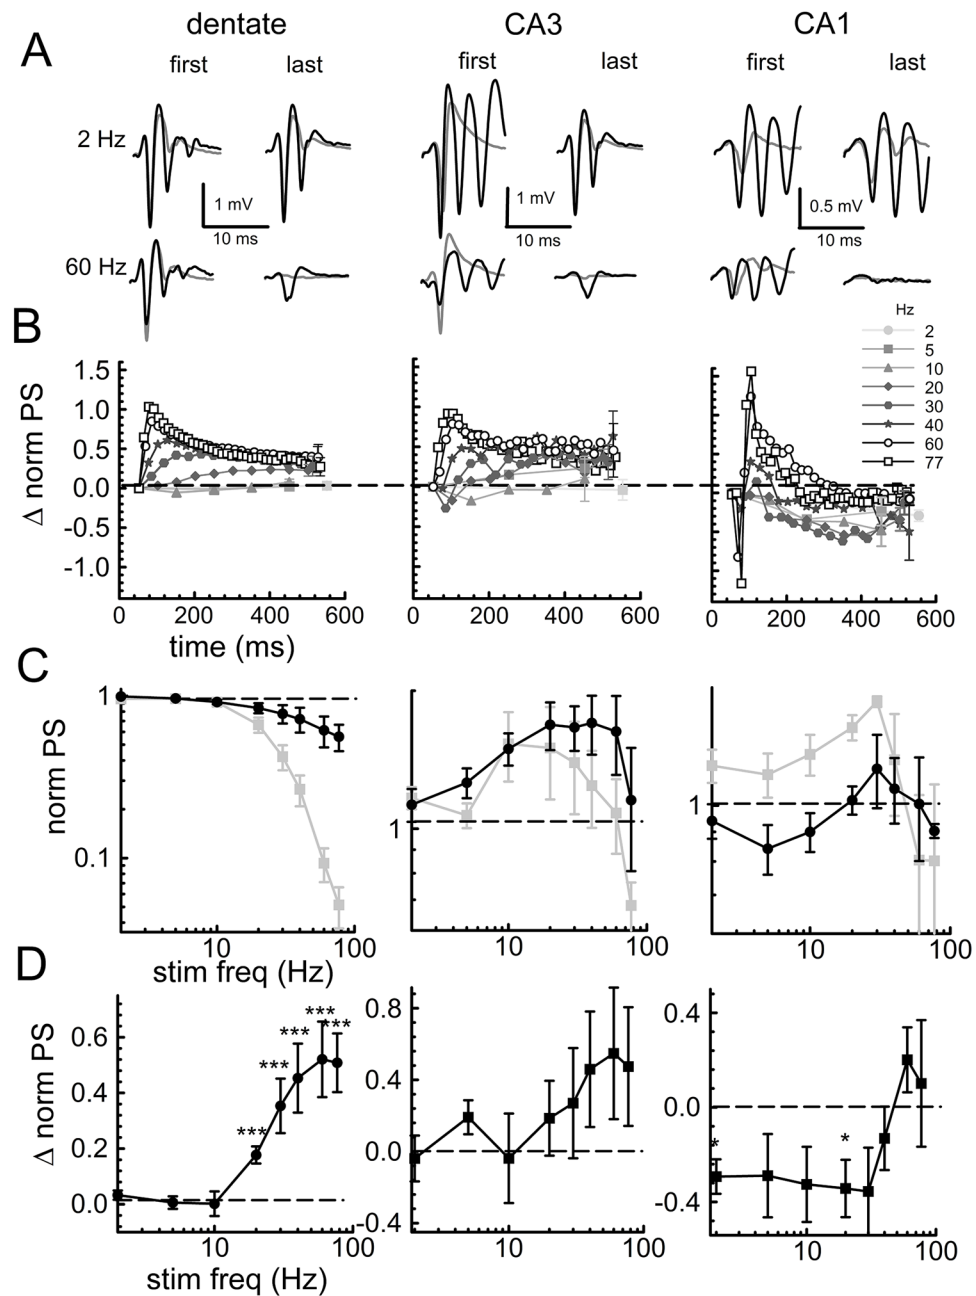 dentate CA3 CA1
A
first last first last first last
2 Hz
1 mV 1 mV 0.5 mV
10 ms 10 ms 10 ms
60 Hz
B
Hz
2
5
10
20
30
40
60
77
Δ norm PS
1.5
1.0
0.5
0.0
-0.5
-1.0
0 200 400 600 0 200 400 600 0 200 400 600
time (ms)
C
norm PS
1 1 1
0.1
10 100 10 100 10 100
stim freq (Hz)
D
Δ norm PS
0.6 0.8 0.4
0.4 0.4 0.0
0.2 0.0 -0.4
0.0 -0.4
*** *** *** *** ***
* *
10 100 10 100 10 100
stim freq (Hz)